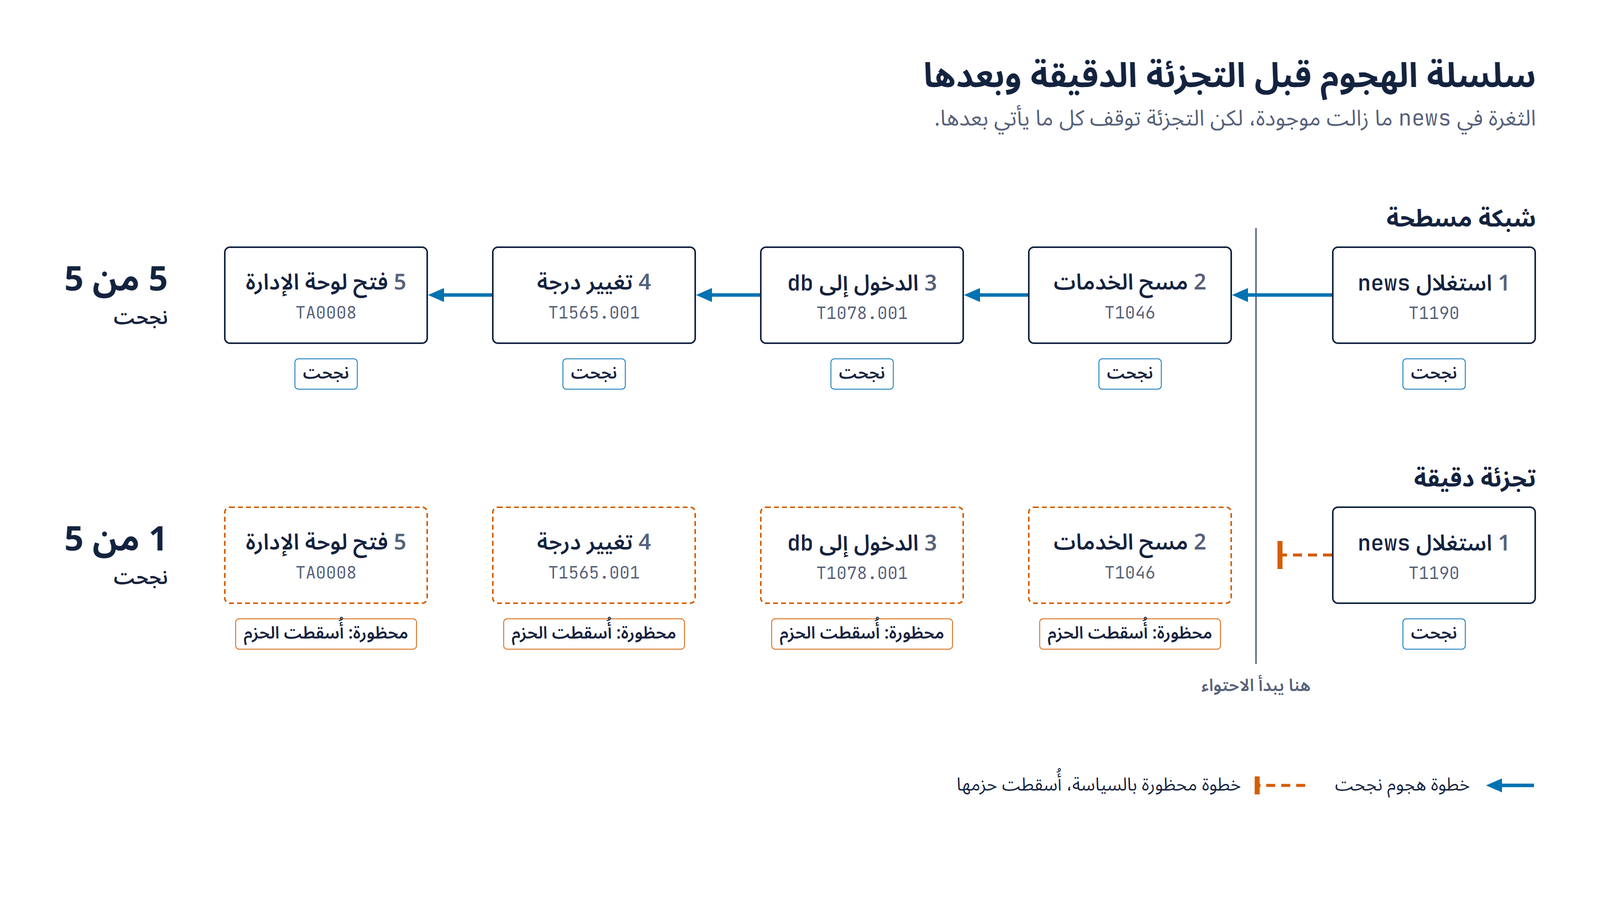 سلسلة الهجوم قبل التجزئة الدقيقة وبعدها
الثغرة في news ما زالت موجودة، لكن التجزئة توقف كل ما يأتي بعدها.
شبكة مسطحة
1 استغلال news
T1190
نجحت
2 مسح الخدمات
T1046
نجحت
3 الدخول إلى db
T1078.001
نجحت
4 تغيير درجة
T1565.001
نجحت
5 فتح لوحة الإدارة
TA0008
نجحت
5 من 5
نجحت
تجزئة دقيقة
1 استغلال news
T1190
نجحت
2 مسح الخدمات
T1046
محظورة: أُسقطت الحزم
3 الدخول إلى db
T1078.001
محظورة: أُسقطت الحزم
4 تغيير درجة
T1565.001
محظورة: أُسقطت الحزم
5 فتح لوحة الإدارة
TA0008
محظورة: أُسقطت الحزم
1 من 5
نجحت
هنا يبدأ الاحتواء
خطوة هجوم نجحت
خطوة محظورة بالسياسة، أُسقطت حزمها